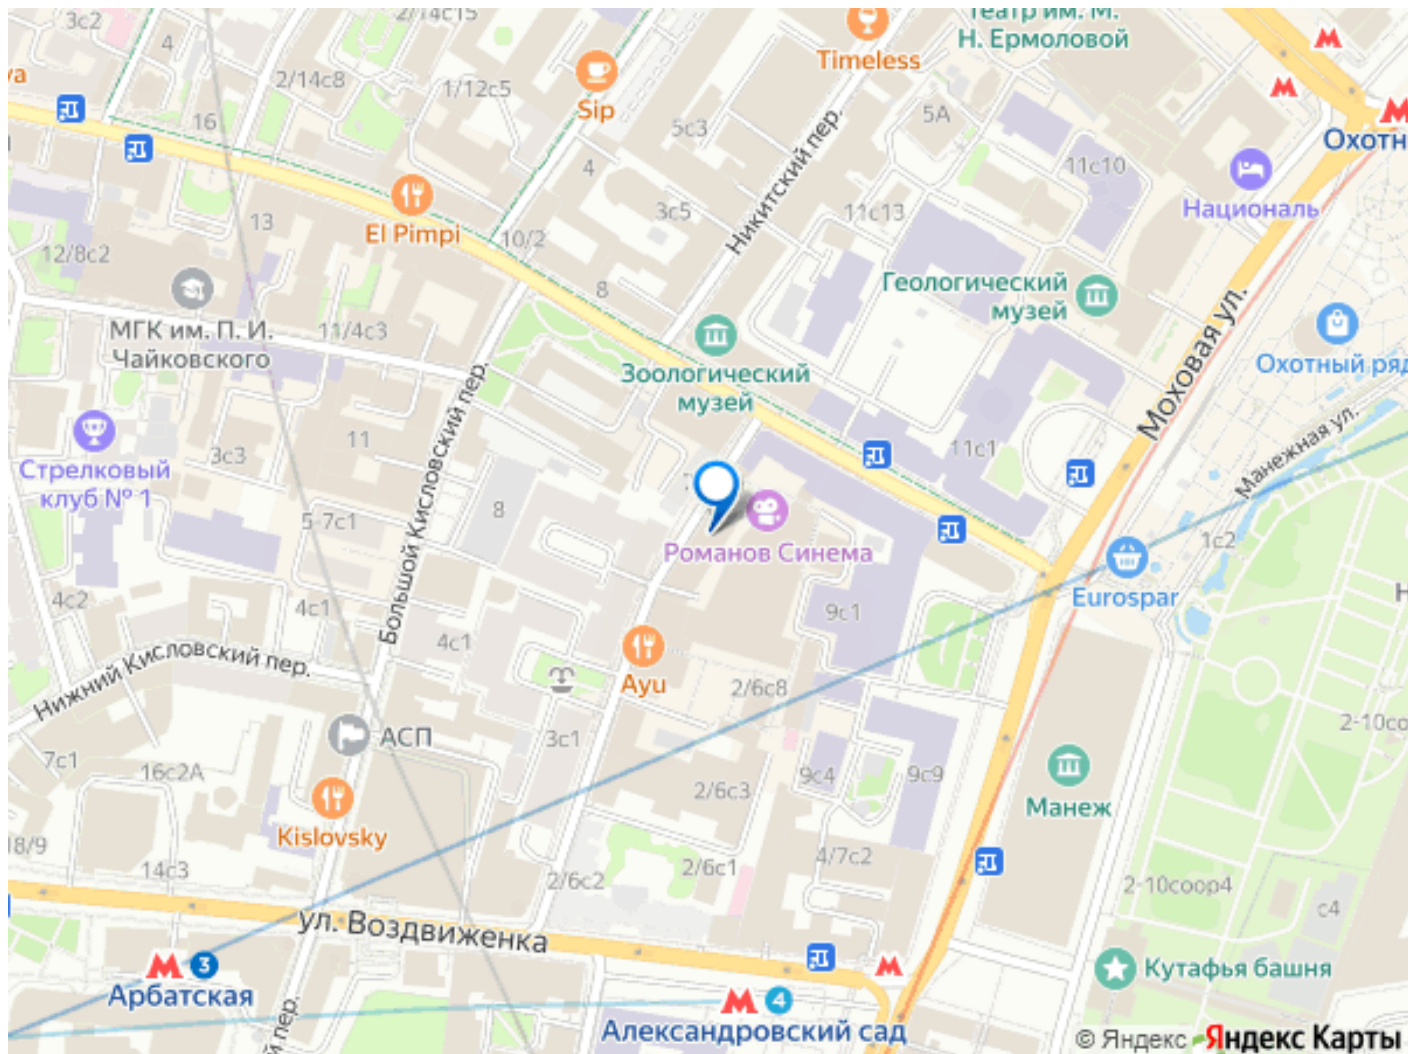 3с2
2/14с15
театр им. М.
Н. Ермоловой
4
Timeless
va
2/14с8
1/12с5
Sip
16
5с3
5А
Охотн
11с10
4
Никитский пер.
Националь
13
El Pimpi
3с5
11с13
10/2
12/8с2
Геологический
музей
8
Моховая ул.
МГК им. П. И.
Чайковского
11/4с3
Зоологический
музей
Охотный ряд
Большой Кисловский пер.
Манежная ул.
11
3с3
11с1
Стрелковый
клуб № 1
8
5-7с1
Романов Синема
1с2
Eurospar
4с2
4с1
9с1
Н
4с1
Нижний Кисловский пер.
Ayu
2/6с8
АСП
3с1
2-10со
7с1
16с2А
9с4
9с9
2/6с3
Манеж
Kislovsky
18/9
14с3
2/6с2
2/6с1
4/7с2
2-10соор4
с4
ул. Воздвиженка
3
Арбатская
Кутафья башня
4
Александровский сад
й пер.
© Яндекс Яндекс Карты